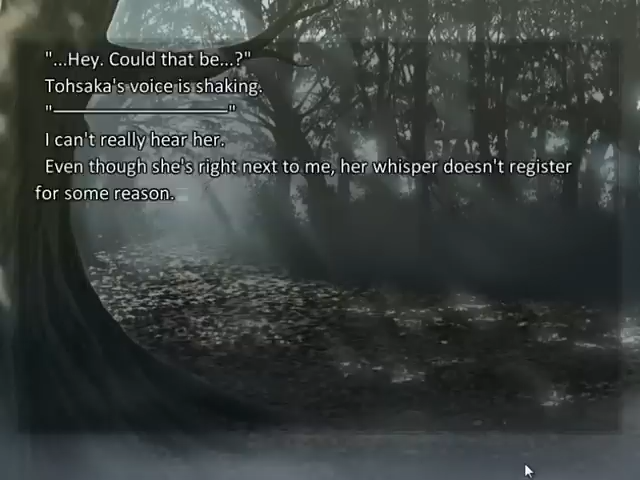 "...Hey. Could that be...?"
Tohsaka's voice is shaking.
"―――――――――"
I can't really hear her.
Even though she's right next to me, her whisper doesn't register
for some reason.